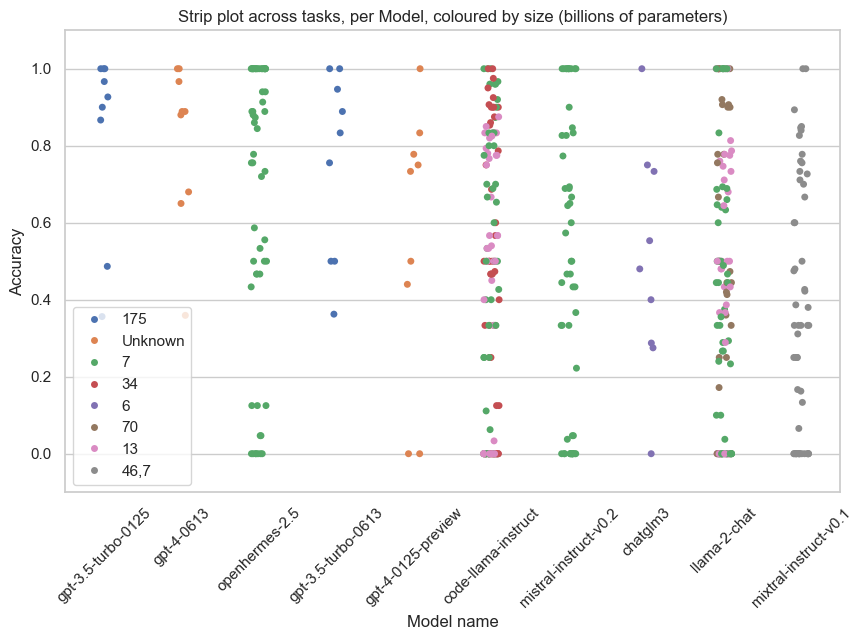 Strip plot across tasks, per Model, coloured by size (billions of parameters)
Accuracy
1.0
0.8
0.6
0.4
0.2
0.0
175
Unknown
7
34
6
70
13
46,7
gpt-3.5-turbo-0125
gpt-4-0613
openhermes-2.5
gpt-3.5-turbo-0613
gpt-4-0125-preview
code-llama-instruct
mistral-instruct-v0.2
chatglm3
llama-2-chat
mixtral-instruct-v0.1
Model name